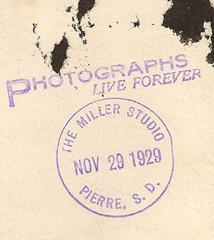 PHOTOGRAPHS
LIVE FOREVER
THE MILLER STUDIO
NOV 29 1929
PIERRE, S. D.